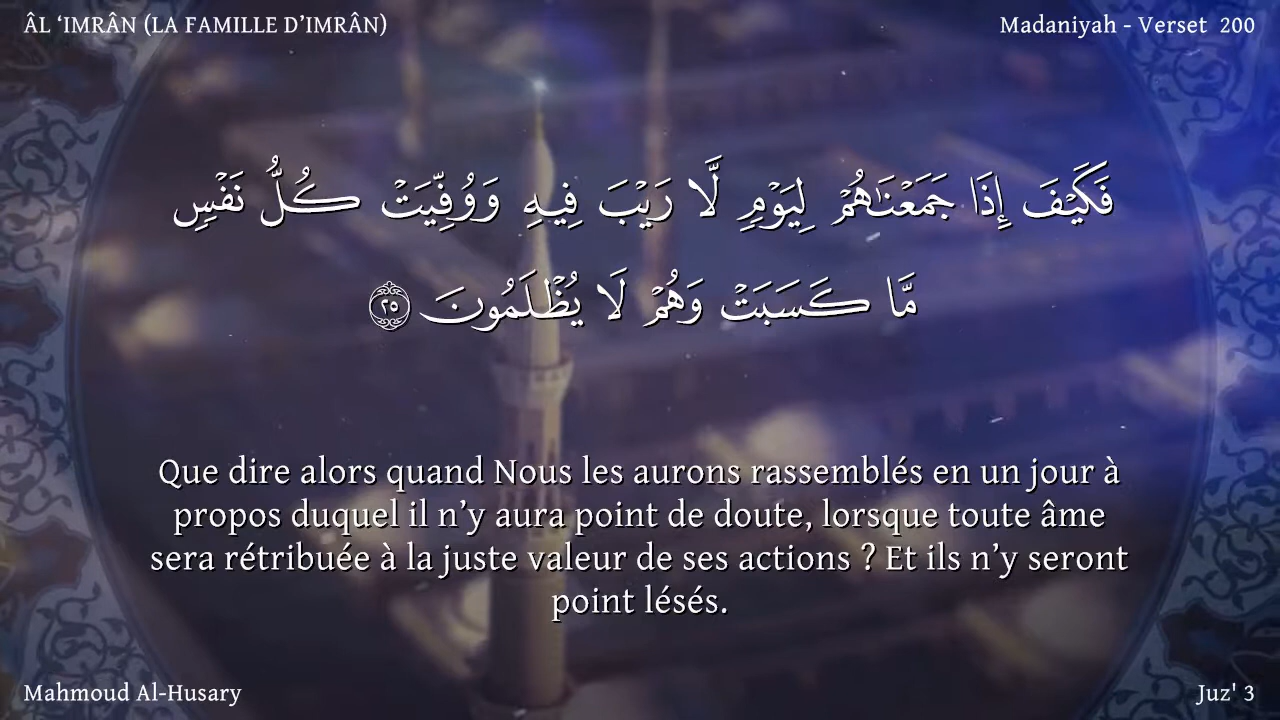 ÂL ‘IMRÂN (LA FAMILLE D’IMRÂN)
Madaniyah - Verset 200
فَكَيْفَ إِذَا جَمَعْنَٰهُمْ لِيَوْمٍ لَّا رَيْبَ فِيهِ وَوُفِّيَتْ كُلُّ نَفْسٍ
مَّا كَسَبَتْ وَهُمْ لَا يُظْلَمُونَ ٢٥
Que dire alors quand Nous les aurons rassemblés en un jour à
propos duquel il n’y aura point de doute, lorsque toute âme
sera rétribuée à la juste valeur de ses actions ? Et ils n’y seront
point lésés.
Mahmoud Al-Husary
Juz' 3